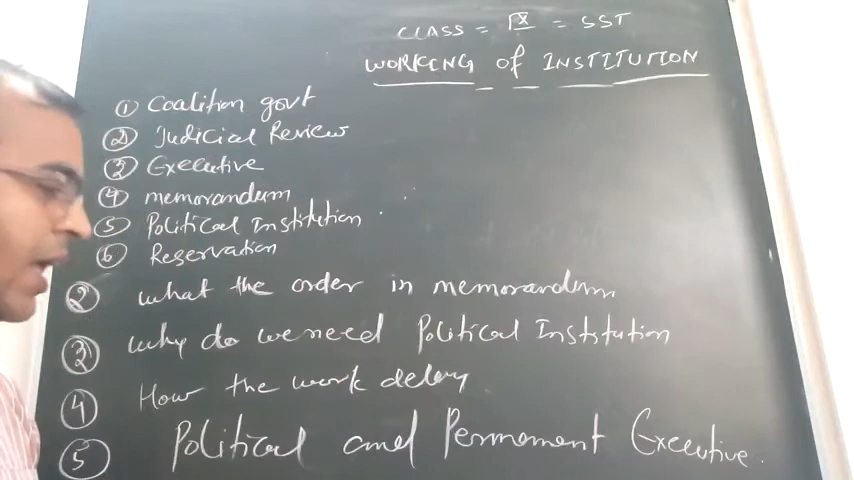 CLASS = IX = SST
WORKING of INSTITUTION
① Coalition govt
② Judicial Review
③ Executive
④ memorandum
⑤ Political Institution
⑥ Reservation
② what the order in memorandum
③ why do we need Political Institution
④ How the work delay
⑤ Political and Permanent Executive.